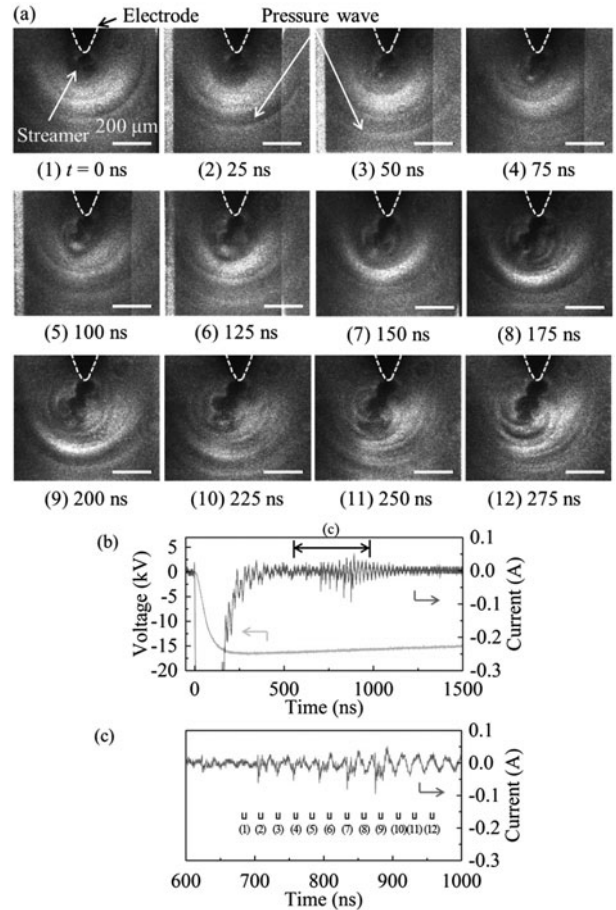 (a)
Electrode
Pressure wave
Streamer
200 μm
(1) t = 0 ns
(2) 25 ns
(3) 50 ns
(4) 75 ns
(5) 100 ns
(6) 125 ns
(7) 150 ns
(8) 175 ns
(9) 200 ns
(10) 225 ns
(11) 250 ns
(12) 275 ns
(b)
(c)
Voltage (kV)
5
0
-5
-10
-15
-20
0.1
0.0
-0.1
-0.2
-0.3
Current (A)
0
500
1000
1500
Time (ns)
(c)
0.1
0.0
-0.1
-0.2
-0.3
Current (A)
(1) (2) (3) (4) (5) (6) (7) (8) (9) (10) (11) (12)
600
700
800
900
1000
Time (ns)